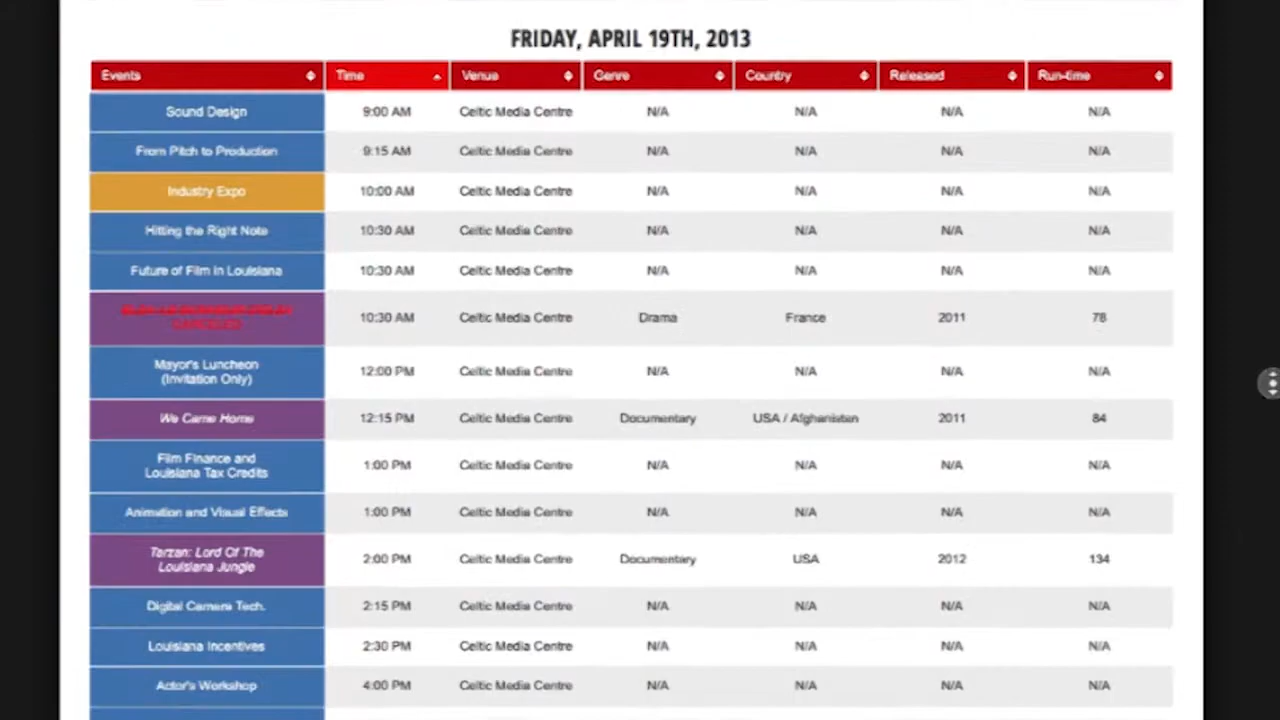 FRIDAY, APRIL 19TH, 2013
Events Time Venue Genre Country Released Run-time
Sound Design 9:00 AM Celtic Media Centre N/A N/A N/A N/A
From Pitch to Production 9:15 AM Celtic Media Centre N/A N/A N/A N/A
Industry Expo 10:00 AM Celtic Media Centre N/A N/A N/A N/A
Hitting the Right Note 10:30 AM Celtic Media Centre N/A N/A N/A N/A
Future of Film in Louisiana 10:30 AM Celtic Media Centre N/A N/A N/A N/A
CANCELED 10:30 AM Celtic Media Centre Drama France 2011 78
Mayor's Luncheon
(Invitation Only) 12:00 PM Celtic Media Centre N/A N/A N/A N/A
We Came Home 12:15 PM Celtic Media Centre Documentary USA / Afghanistan 2011 84
Film Finance and
Louisiana Tax Credits 1:00 PM Celtic Media Centre N/A N/A N/A N/A
Animation and Visual Effects 1:00 PM Celtic Media Centre N/A N/A N/A N/A
Tarzan: Lord Of The
Louisiana Jungle 2:00 PM Celtic Media Centre Documentary USA 2012 134
Digital Camera Tech. 2:15 PM Celtic Media Centre N/A N/A N/A N/A
Louisiana Incentives 2:30 PM Celtic Media Centre N/A N/A N/A N/A
Actor's Workshop 4:00 PM Celtic Media Centre N/A N/A N/A N/A